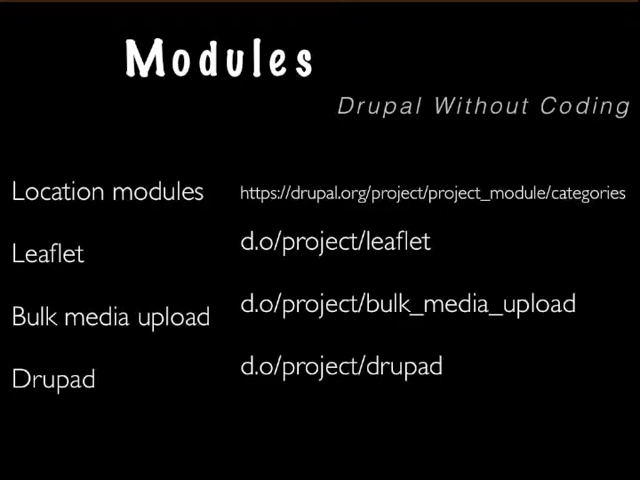 Modules
Drupal Without Coding
Location modules https://drupal.org/project/project_module/categories
Leaflet d.o/project/leaflet
Bulk media upload d.o/project/bulk_media_upload
Drupad d.o/project/drupad